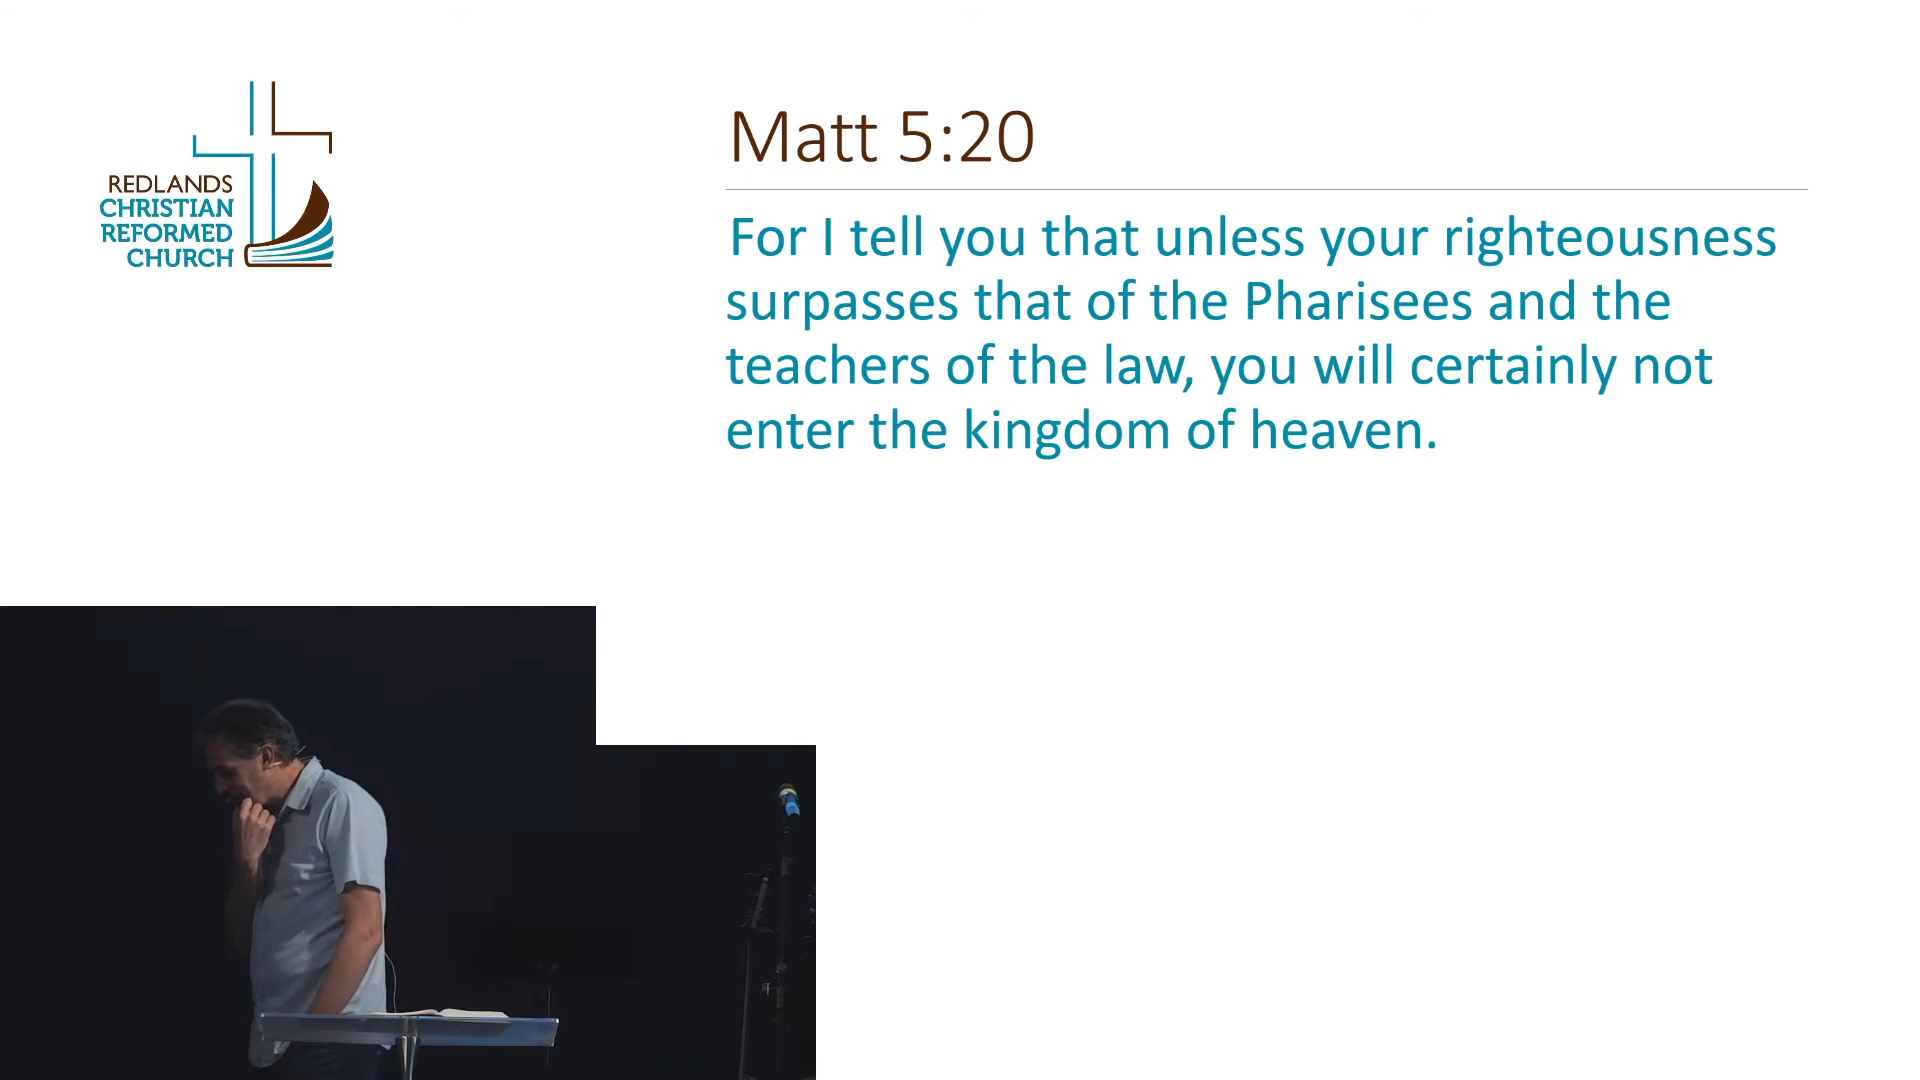 REDLANDS
CHRISTIAN
REFORMED
CHURCH
Matt 5:20
For I tell you that unless your righteousness
surpasses that of the Pharisees and the
teachers of the law, you will certainly not
enter the kingdom of heaven.